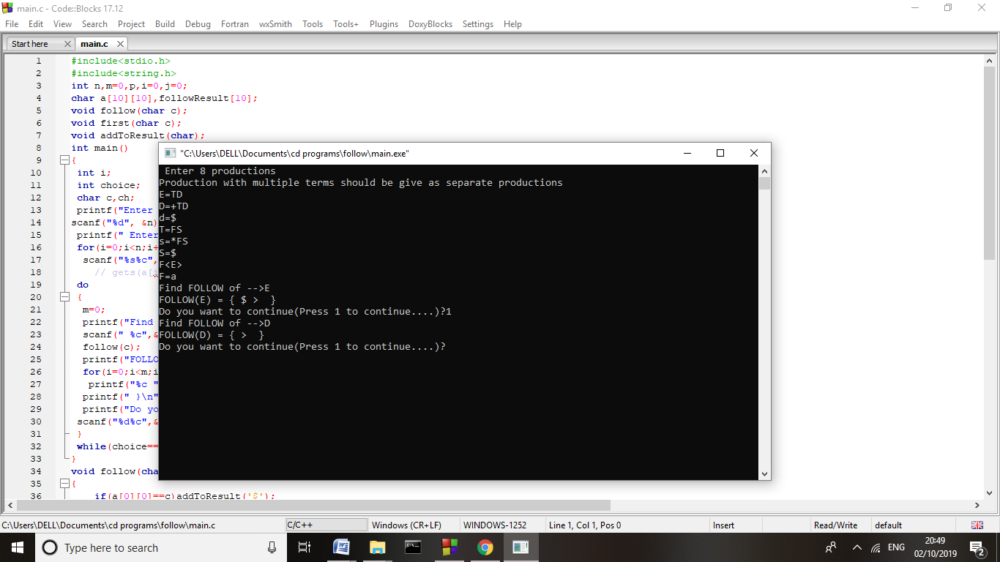 main.c - Code::Blocks 17.12
File Edit View Search Project Build Debug Fortran wxSmith Tools Tools+ Plugins DoxyBlocks Settings Help
Start here main.c
1 #include<stdio.h>
2 #include<string.h>
3 int n,m=0,p,i=0,j=0;
4 char a[10][10],followResult[10];
5 void follow(char c);
6 void first(char c);
7 void addToResult(char);
8 int main()
9 {
10 int i;
11 int choice;
12 char c,ch;
13 printf("Enter
14 scanf("%d", &n)
15 printf(" Enter
16 for(i=0;i<n;i+
17 scanf("%s%c",
18 // gets(a[i
19 do
20 {
21 m=0;
22 printf("Find
23 scanf(" %c",&
24 follow(c);
25 printf("FOLLO
26 for(i=0;i<m;i
27 printf("%c "
28 printf(" }\n"
29 printf("Do yo
30 scanf("%d%c",&
31 }
32 while(choice==
33 }
34 void follow(cha
35 {
36 if(a[0][0]==c)addToResult('$');
"C:\Users\DELL\Documents\cd programs\follow\main.exe"
Enter 8 productions
Production with multiple terms should be give as separate productions
E=TD
D=+TD
d=$
T=FS
s=*FS
S=$
F<E>
F=a
Find FOLLOW of -->E
FOLLOW(E) = { $ >  }
Do you want to continue(Press 1 to continue....)?1
Find FOLLOW of -->D
FOLLOW(D) = { >  }
Do you want to continue(Press 1 to continue....)?
C:\Users\DELL\Documents\cd programs\follow\main.c C/C++ Windows (CR+LF) WINDOWS-1252 Line 1, Col 1, Pos 0 Insert Read/Write default
Type here to search
ENG
20:49
02/10/2019
2